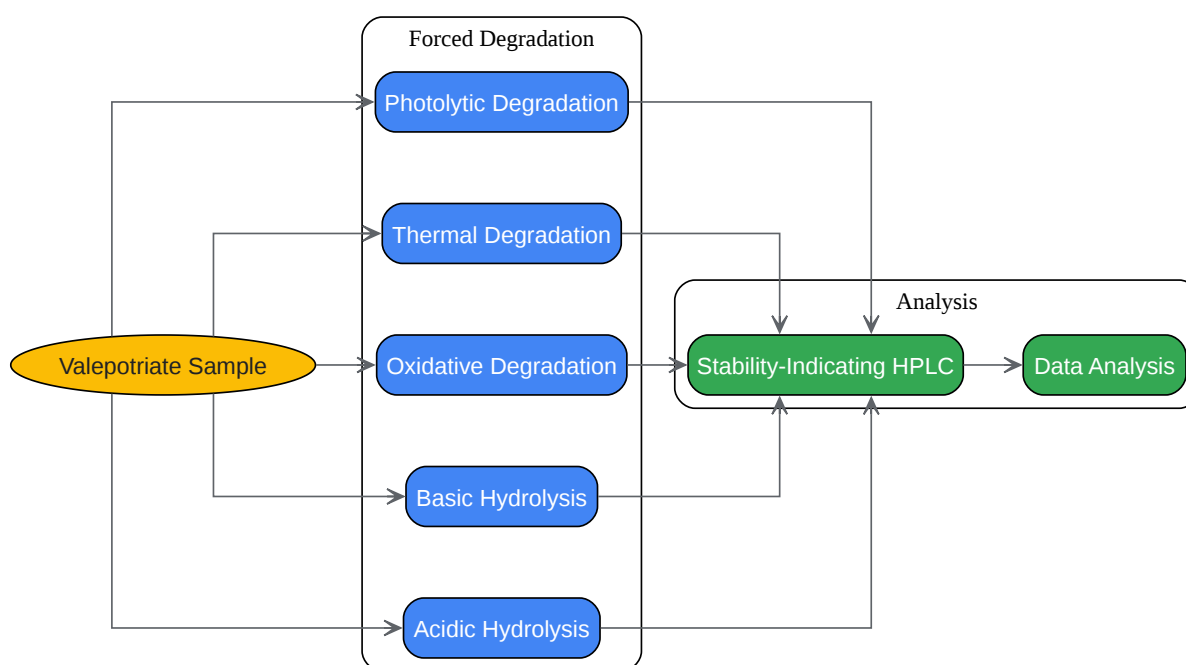 Forced Degradation
Photolytic Degradation
Thermal Degradation
Analysis
Valepotriate Sample
Oxidative Degradation
Stability-Indicating HPLC
Data Analysis
Basic Hydrolysis
Acidic Hydrolysis